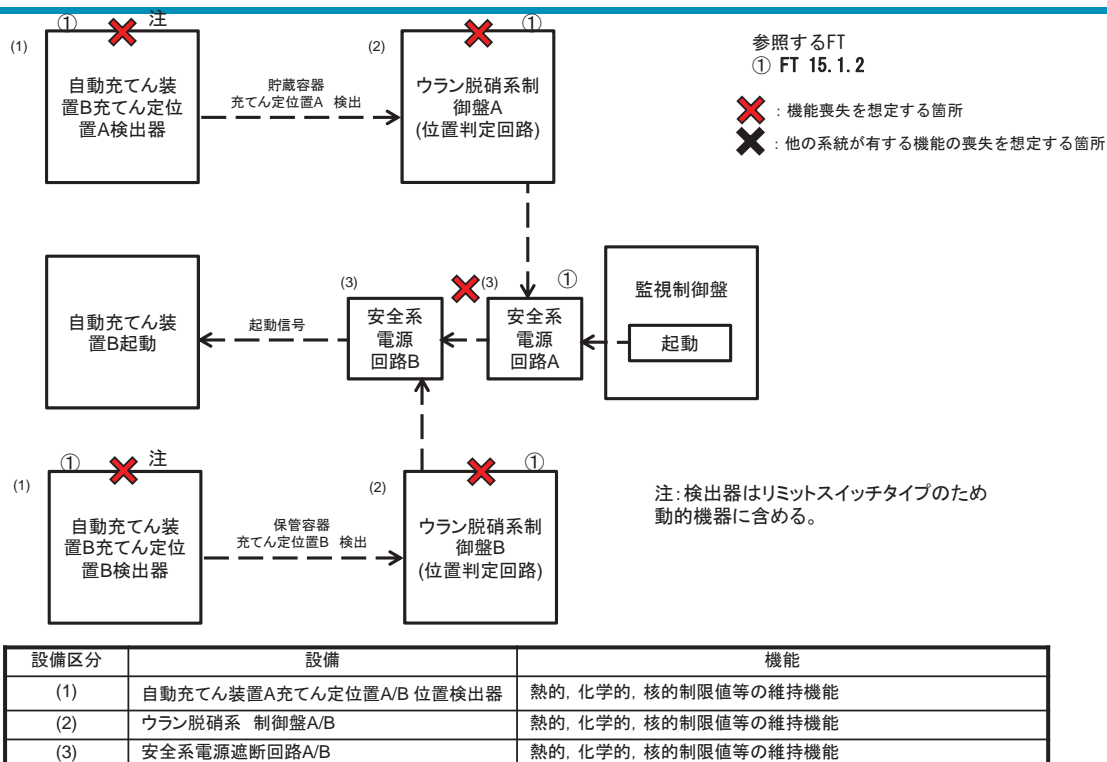 ① 注
(1)
自動充てん装
置B充てん定位
置A検出器
貯蔵容器
充てん定位置A 検出
(2)
①
ウラン脱硝系制
御盤A
(位置判定回路)
参照するFT
① FT 15.1.2
：機能喪失を想定する箇所
：他の系統が有する機能の喪失を想定する箇所
自動充てん装
置B起動
起動信号
(3)
安全系
電源
回路B
(3)
①
安全系
電源
回路A
監視制御盤
起動
① 注
(1)
自動充てん装
置B充てん定位
置B検出器
保管容器
充てん定位置B 検出
(2)
①
ウラン脱硝系制
御盤B
(位置判定回路)
注：検出器はリミットスイッチタイプのため
動的機器に含める。
設備区分 設備 機能
(1) 自動充てん装置A充てん定位置A/B 位置検出器 熱的，化学的，核的制限値等の維持機能
(2) ウラン脱硝系 制御盤A/B 熱的，化学的，核的制限値等の維持機能
(3) 安全系電源遮断回路A/B 熱的，化学的，核的制限値等の維持機能